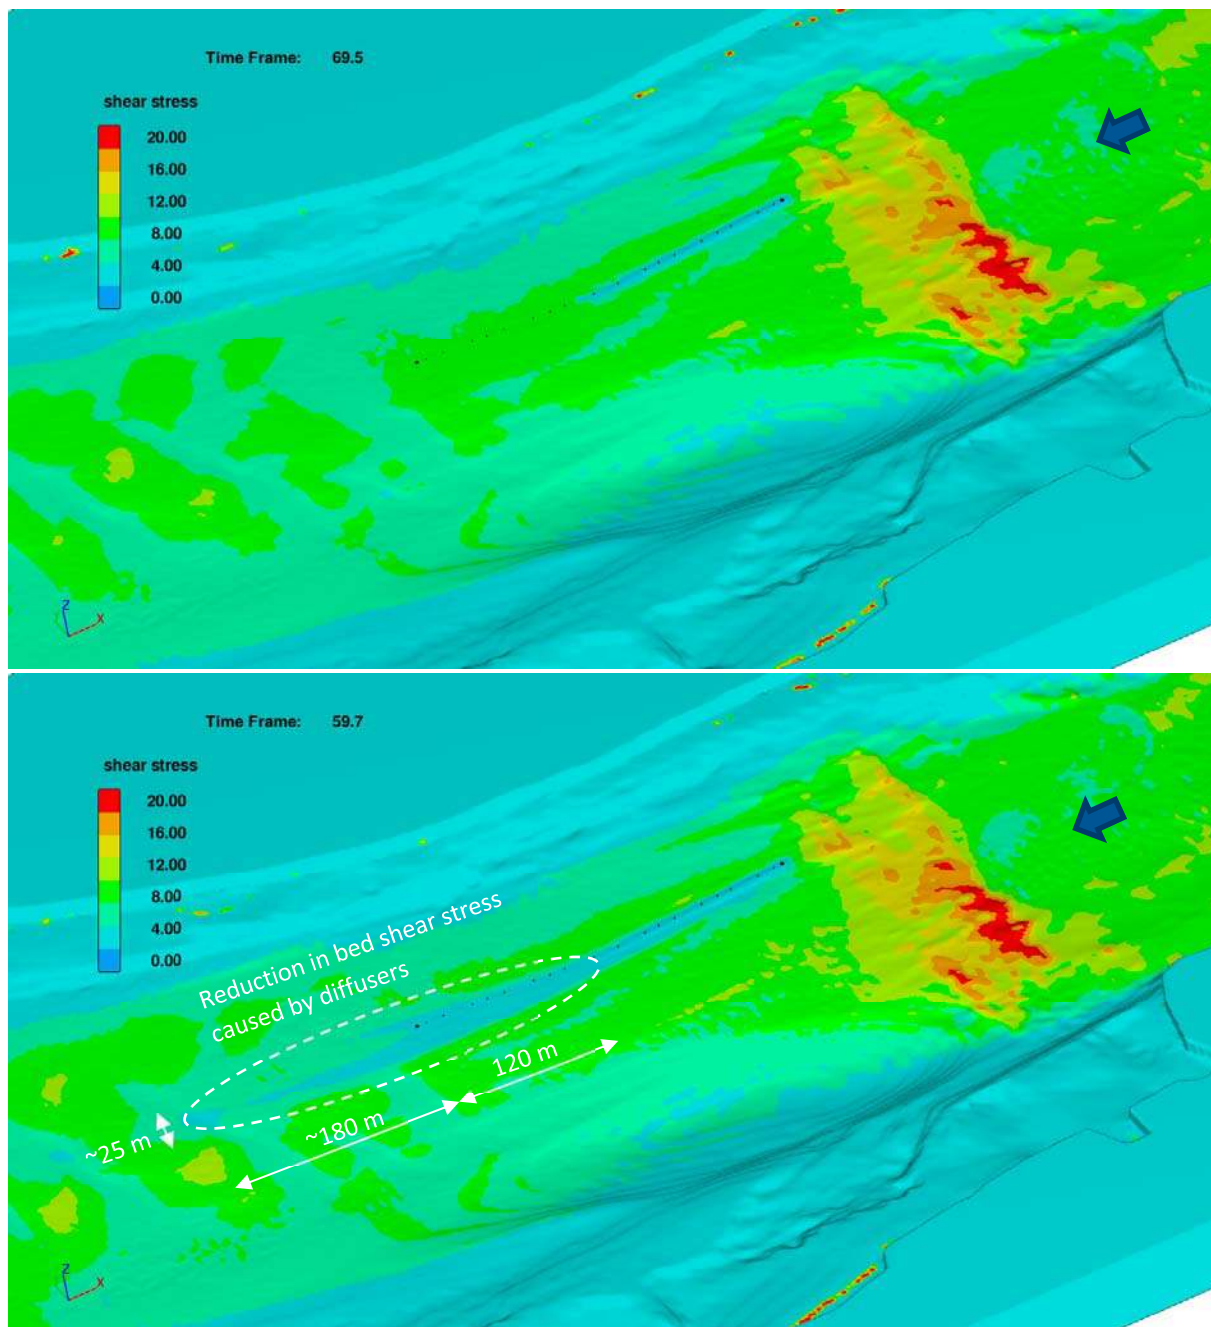 Time Frame: 69.5
shear stress
20.00
16.00
12.00
8.00
4.00
0.00
Z
X
Time Frame: 59.7
shear stress
20.00
16.00
12.00
8.00
4.00
0.00
Reduction in bed shear stress
caused by diffusers
120 m
~180 m
~25 m
Z
X